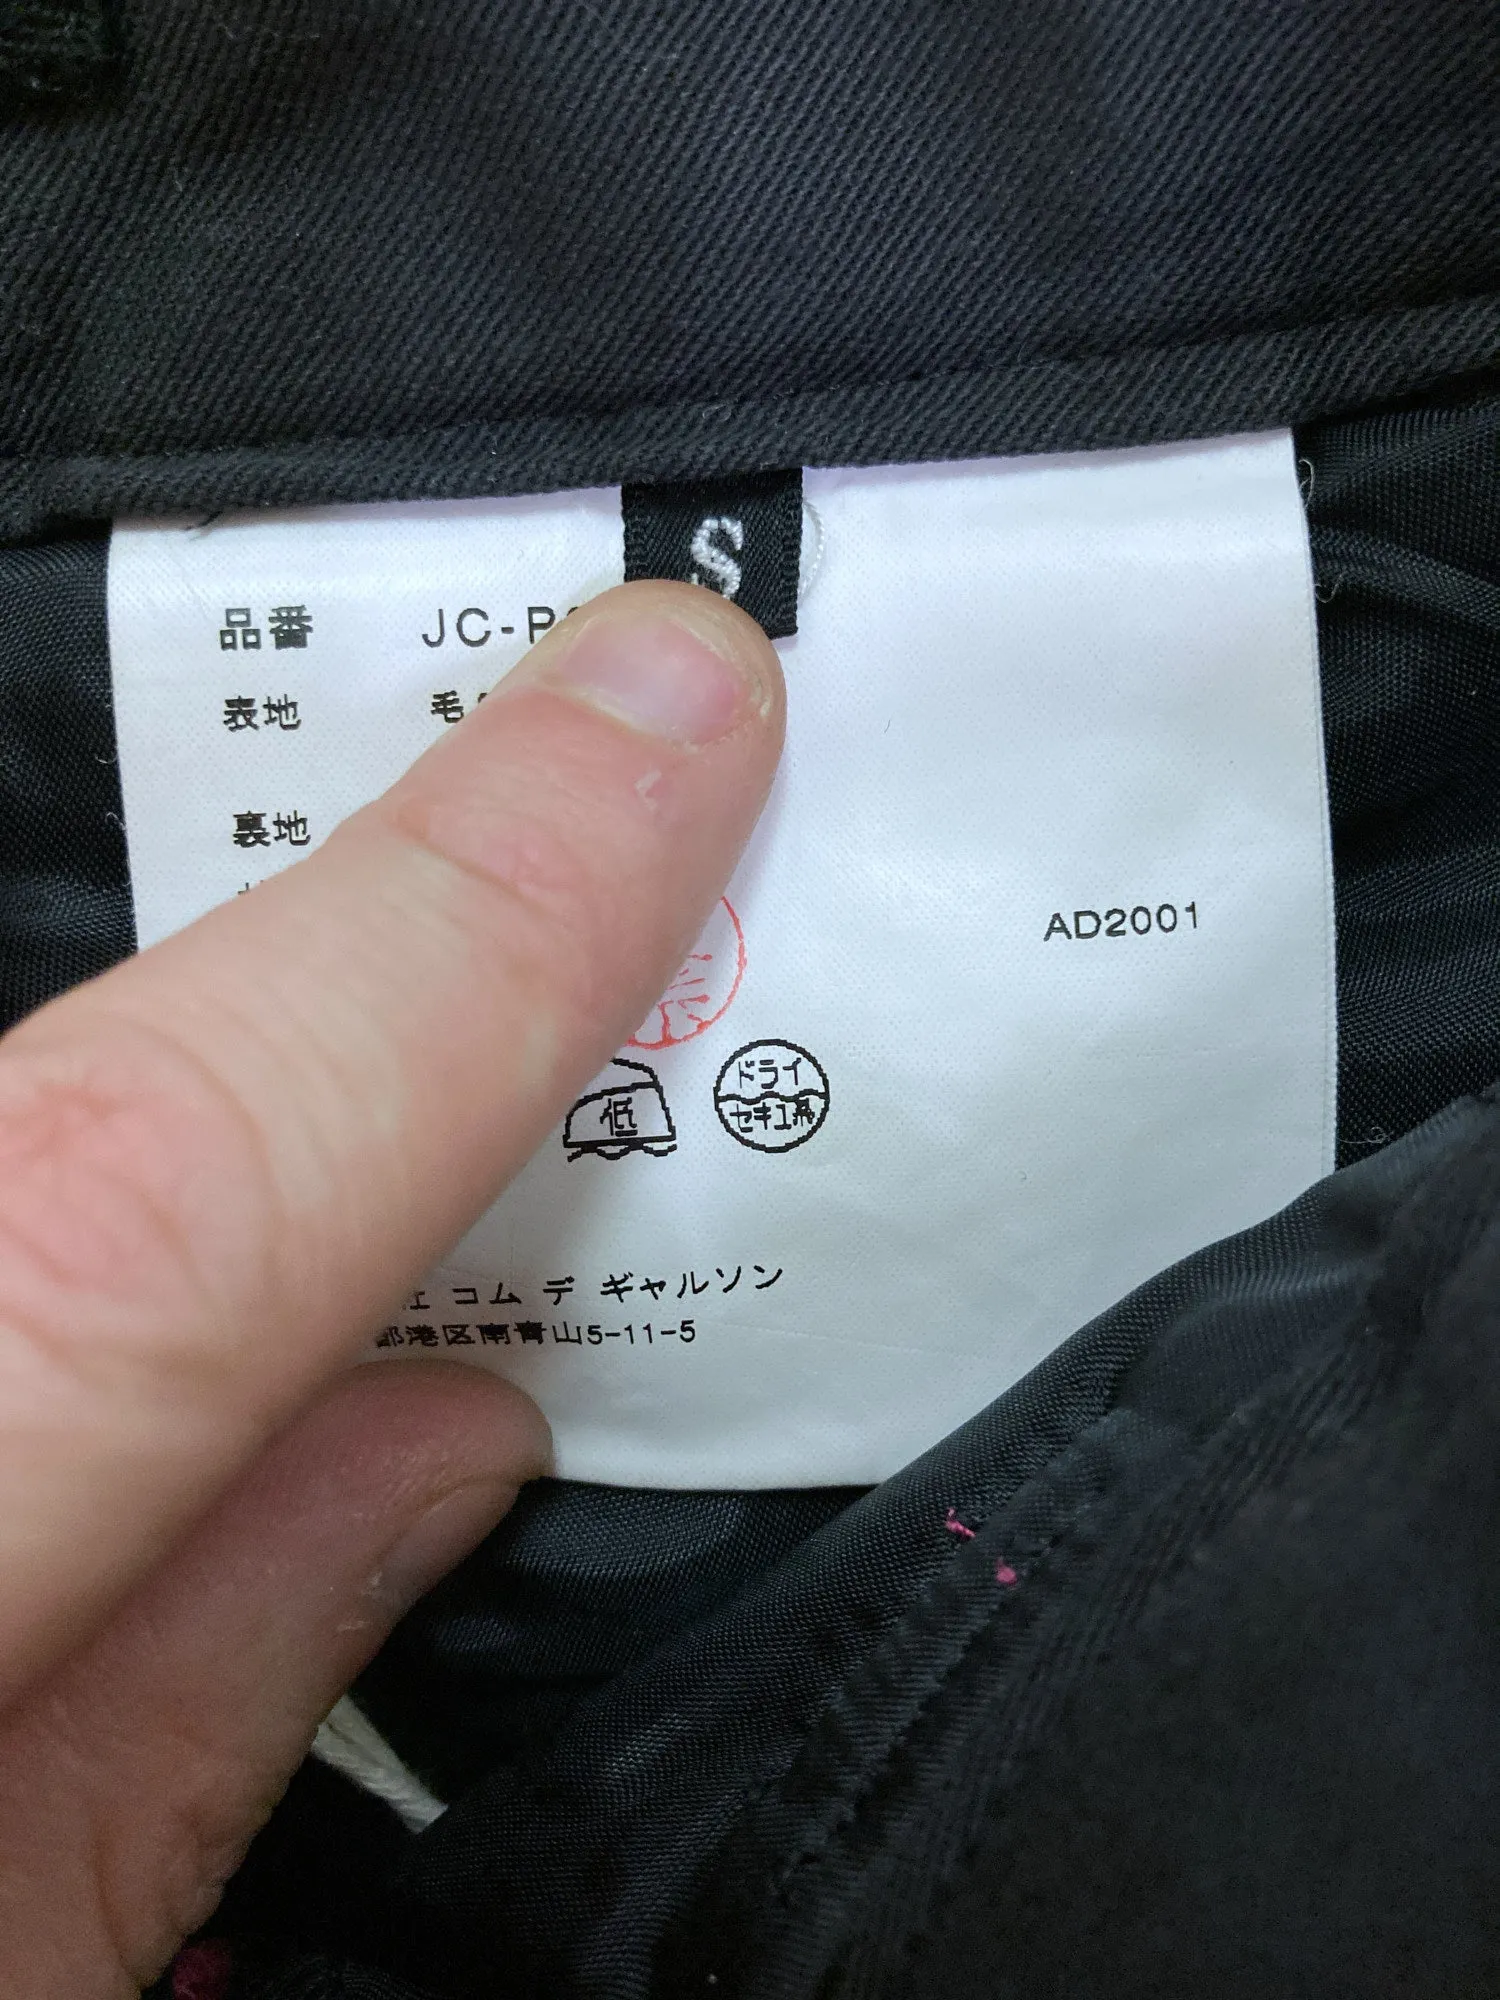 S
品番 JC-P
表地 毛
裏地
AD2001
低
ドライ
セキユ系
コム デ ギャルソン
港区南青山5-11-5